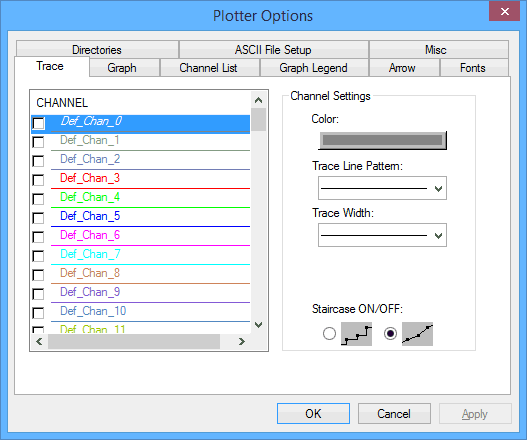 Plotter Options
Directories ASCII File Setup Misc
Trace Graph Channel List Graph Legend Arrow Fonts
CHANNEL
Def_Chan_0
Def_Chan_1
Def_Chan_2
Def_Chan_3
Def_Chan_4
Def_Chan_5
Def_Chan_6
Def_Chan_7
Def_Chan_8
Def_Chan_9
Def_Chan_10
Def_Chan_11
Channel Settings
Color:
Trace Line Pattern:
Trace Width:
Staircase ON/OFF:
OK Cancel Apply